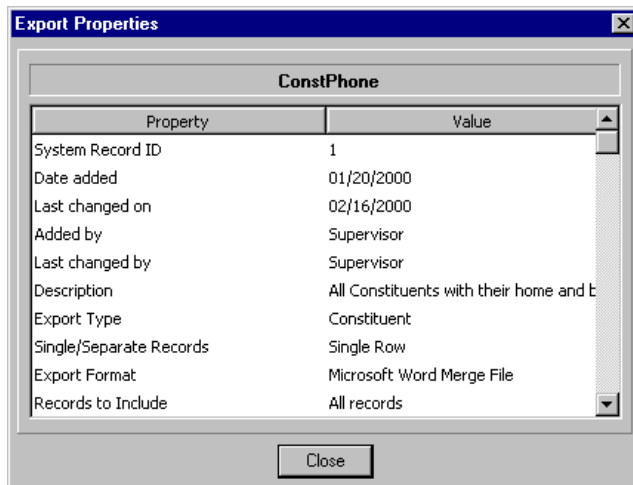 Export Properties
ConstPhone
Property Value
System Record ID 1
Date added 01/20/2000
Last changed on 02/16/2000
Added by Supervisor
Last changed by Supervisor
Description All Constituents with their home and b
Export Type Constituent
Single/Separate Records Single Row
Export Format Microsoft Word Merge File
Records to Include All records
Close